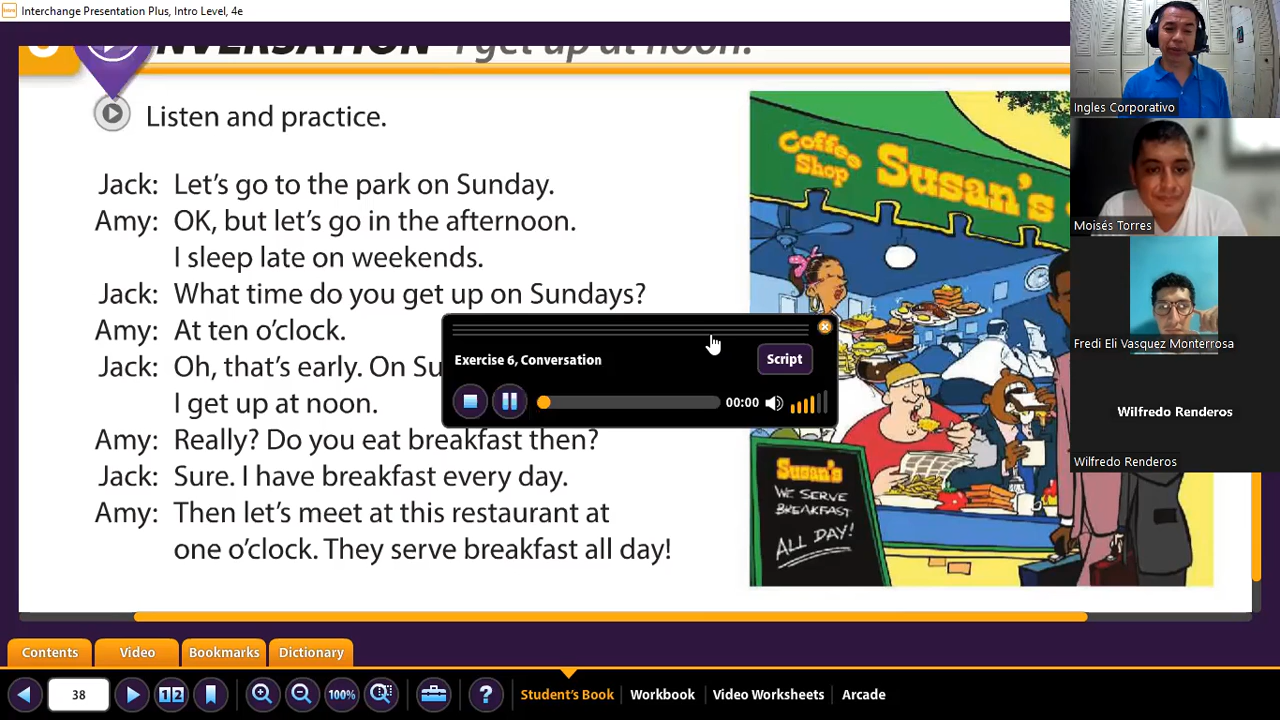 Interchange Presentation Plus, Intro Level, 4e
NVERSATION I get up at noon.
Listen and practice.
Jack: Let's go to the park on Sunday.
Amy: OK, but let's go in the afternoon.
I sleep late on weekends.
Jack: What time do you get up on Sundays?
Amy: At ten o'clock.
Jack: Oh, that's early. On Su
I get up at noon.
Amy: Really? Do you eat breakfast then?
Jack: Sure. I have breakfast every day.
Amy: Then let's meet at this restaurant at
one o'clock. They serve breakfast all day!
Exercise 6, Conversation
Script
00:00
Coffee
Shop
Susan's
Susan's
WE SERVE
BREAKFAST
ALL DAY!
Ingles Corporativo
Moisés Torres
Fredi Eli Vasquez Monterrosa
Wilfredo Renderos
Wilfredo Renderos
Contents
Video
Bookmarks
Dictionary
38
12
100%
?
Student's Book
Workbook
Video Worksheets
Arcade